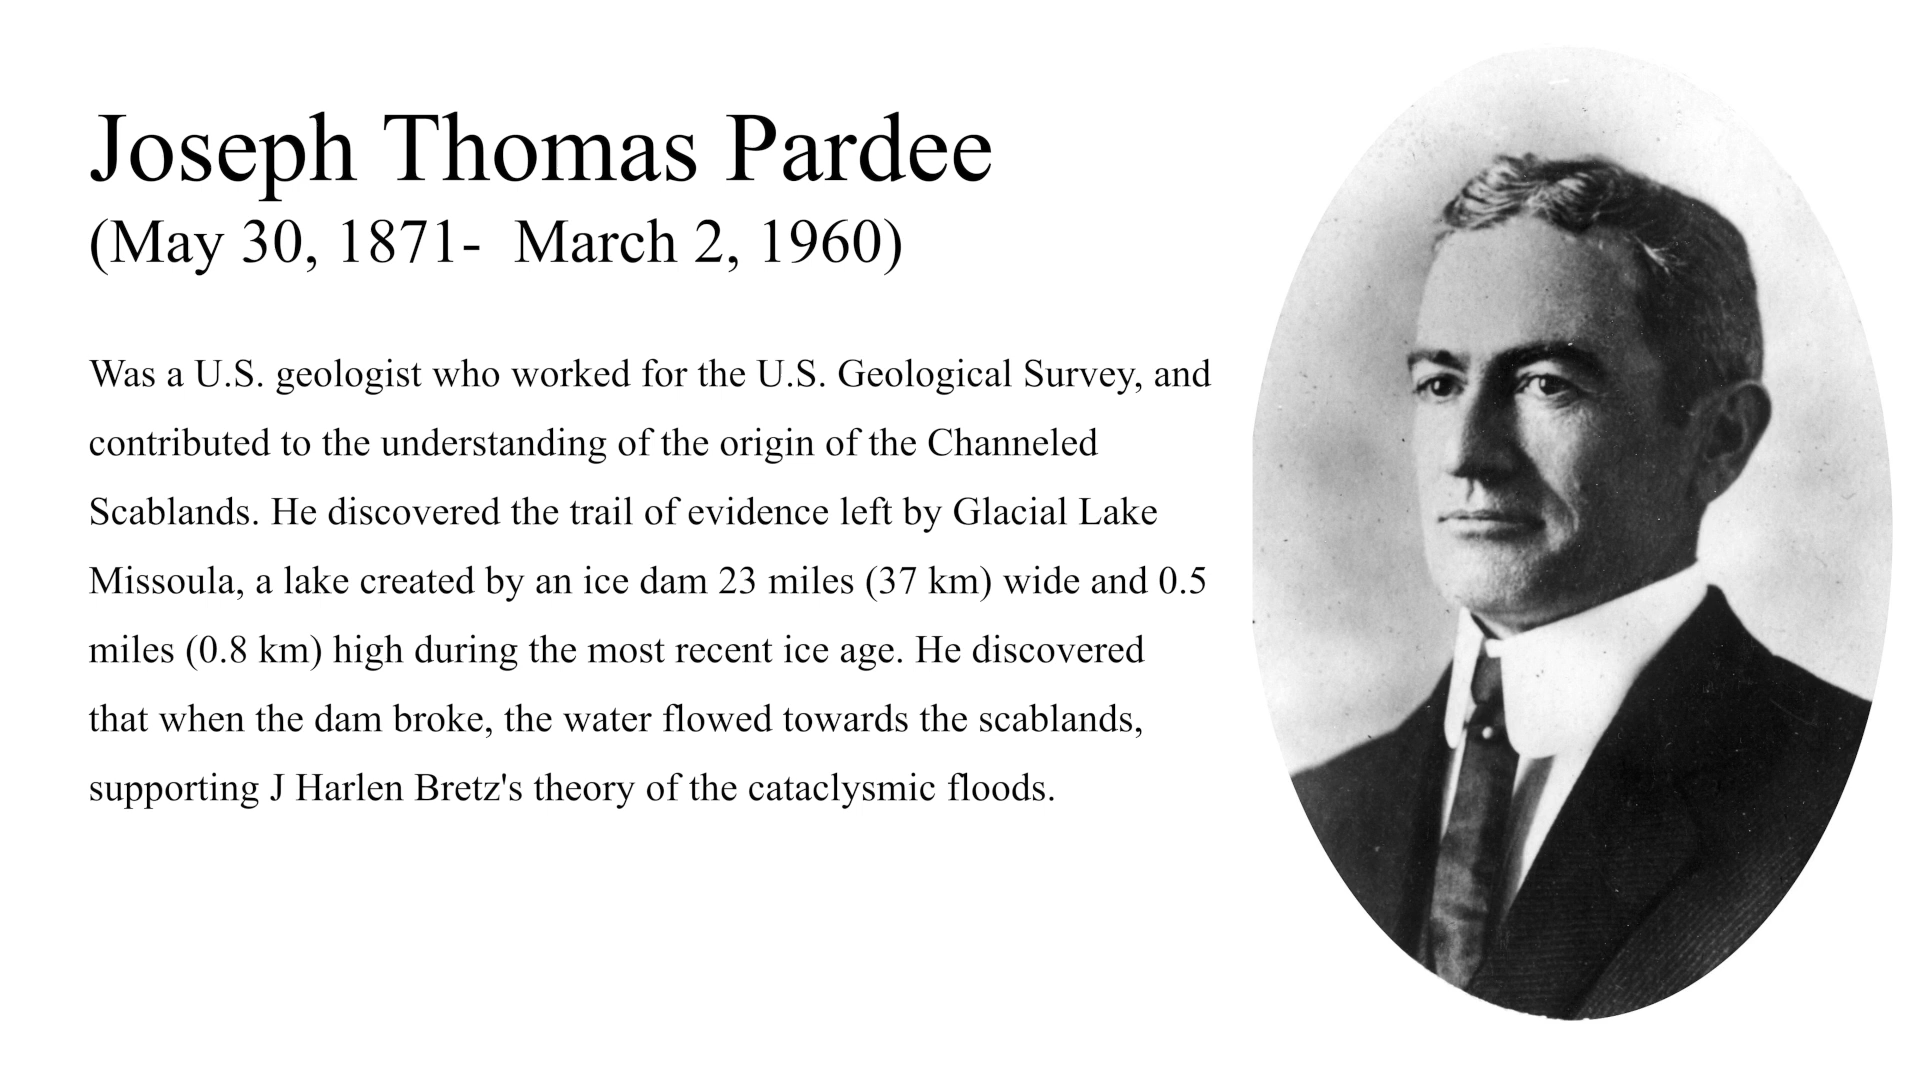 Joseph Thomas Pardee
(May 30, 1871-  March 2, 1960)
Was a U.S. geologist who worked for the U.S. Geological Survey, and
contributed to the understanding of the origin of the Channeled
Scablands. He discovered the trail of evidence left by Glacial Lake
Missoula, a lake created by an ice dam 23 miles (37 km) wide and 0.5
miles (0.8 km) high during the most recent ice age. He discovered
that when the dam broke, the water flowed towards the scablands,
supporting J Harlen Bretz's theory of the cataclysmic floods.